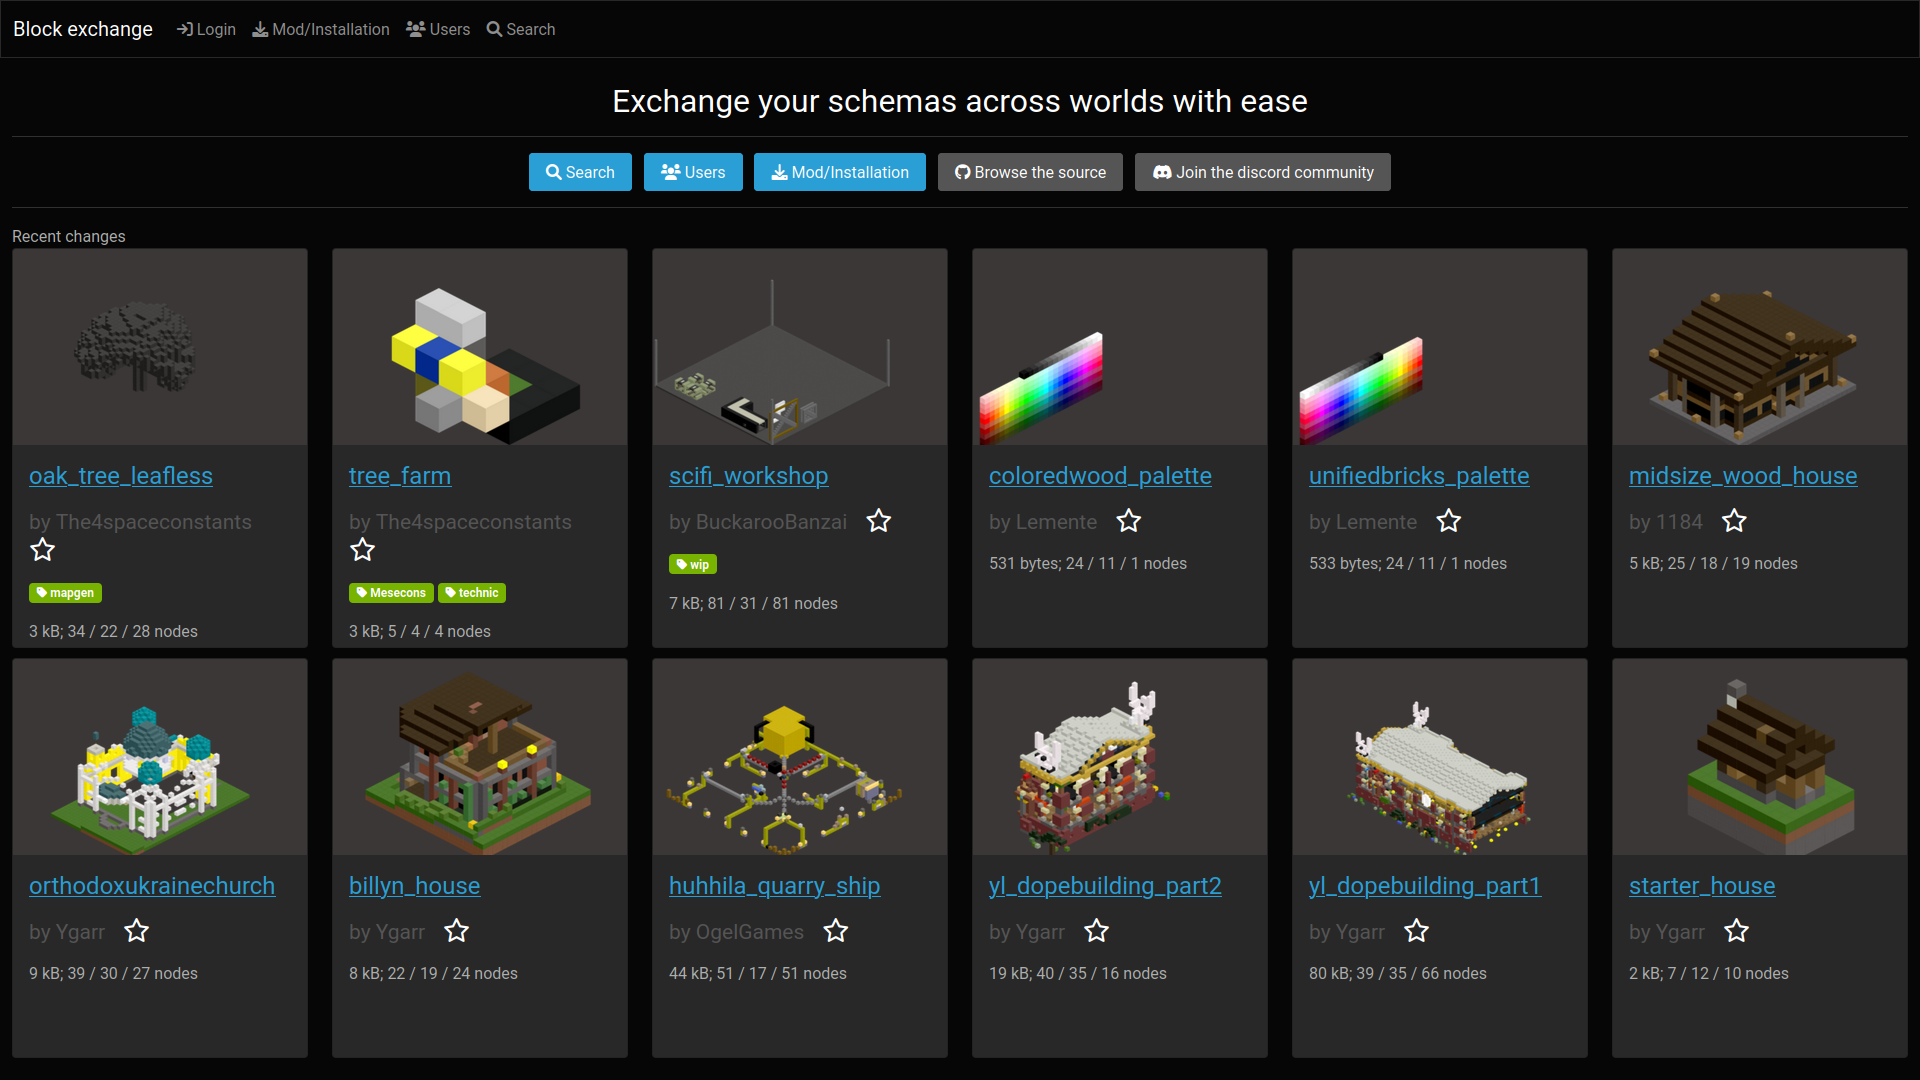 Block exchange Login Mod/Installation Users Search
Exchange your schemas across worlds with ease
Search Users Mod/Installation Browse the source Join the discord community
Recent changes
oak_tree_leafless
by The4spaceconstants
mapgen
3 kB; 34 / 22 / 28 nodes
tree_farm
by The4spaceconstants
Mesecons technic
3 kB; 5 / 4 / 4 nodes
scifi_workshop
by BuckarooBanzai
wip
7 kB; 81 / 31 / 81 nodes
coloredwood_palette
by Lemente
531 bytes; 24 / 11 / 1 nodes
unifiedbricks_palette
by Lemente
533 bytes; 24 / 11 / 1 nodes
midsize_wood_house
by 1184
5 kB; 25 / 18 / 19 nodes
orthodoxukrainechurch
by Ygarr
9 kB; 39 / 30 / 27 nodes
billyn_house
by Ygarr
8 kB; 22 / 19 / 24 nodes
huhhila_quarry_ship
by OgelGames
44 kB; 51 / 17 / 51 nodes
yl_dopebuilding_part2
by Ygarr
19 kB; 40 / 35 / 16 nodes
yl_dopebuilding_part1
by Ygarr
80 kB; 39 / 35 / 66 nodes
starter_house
by Ygarr
2 kB; 7 / 12 / 10 nodes